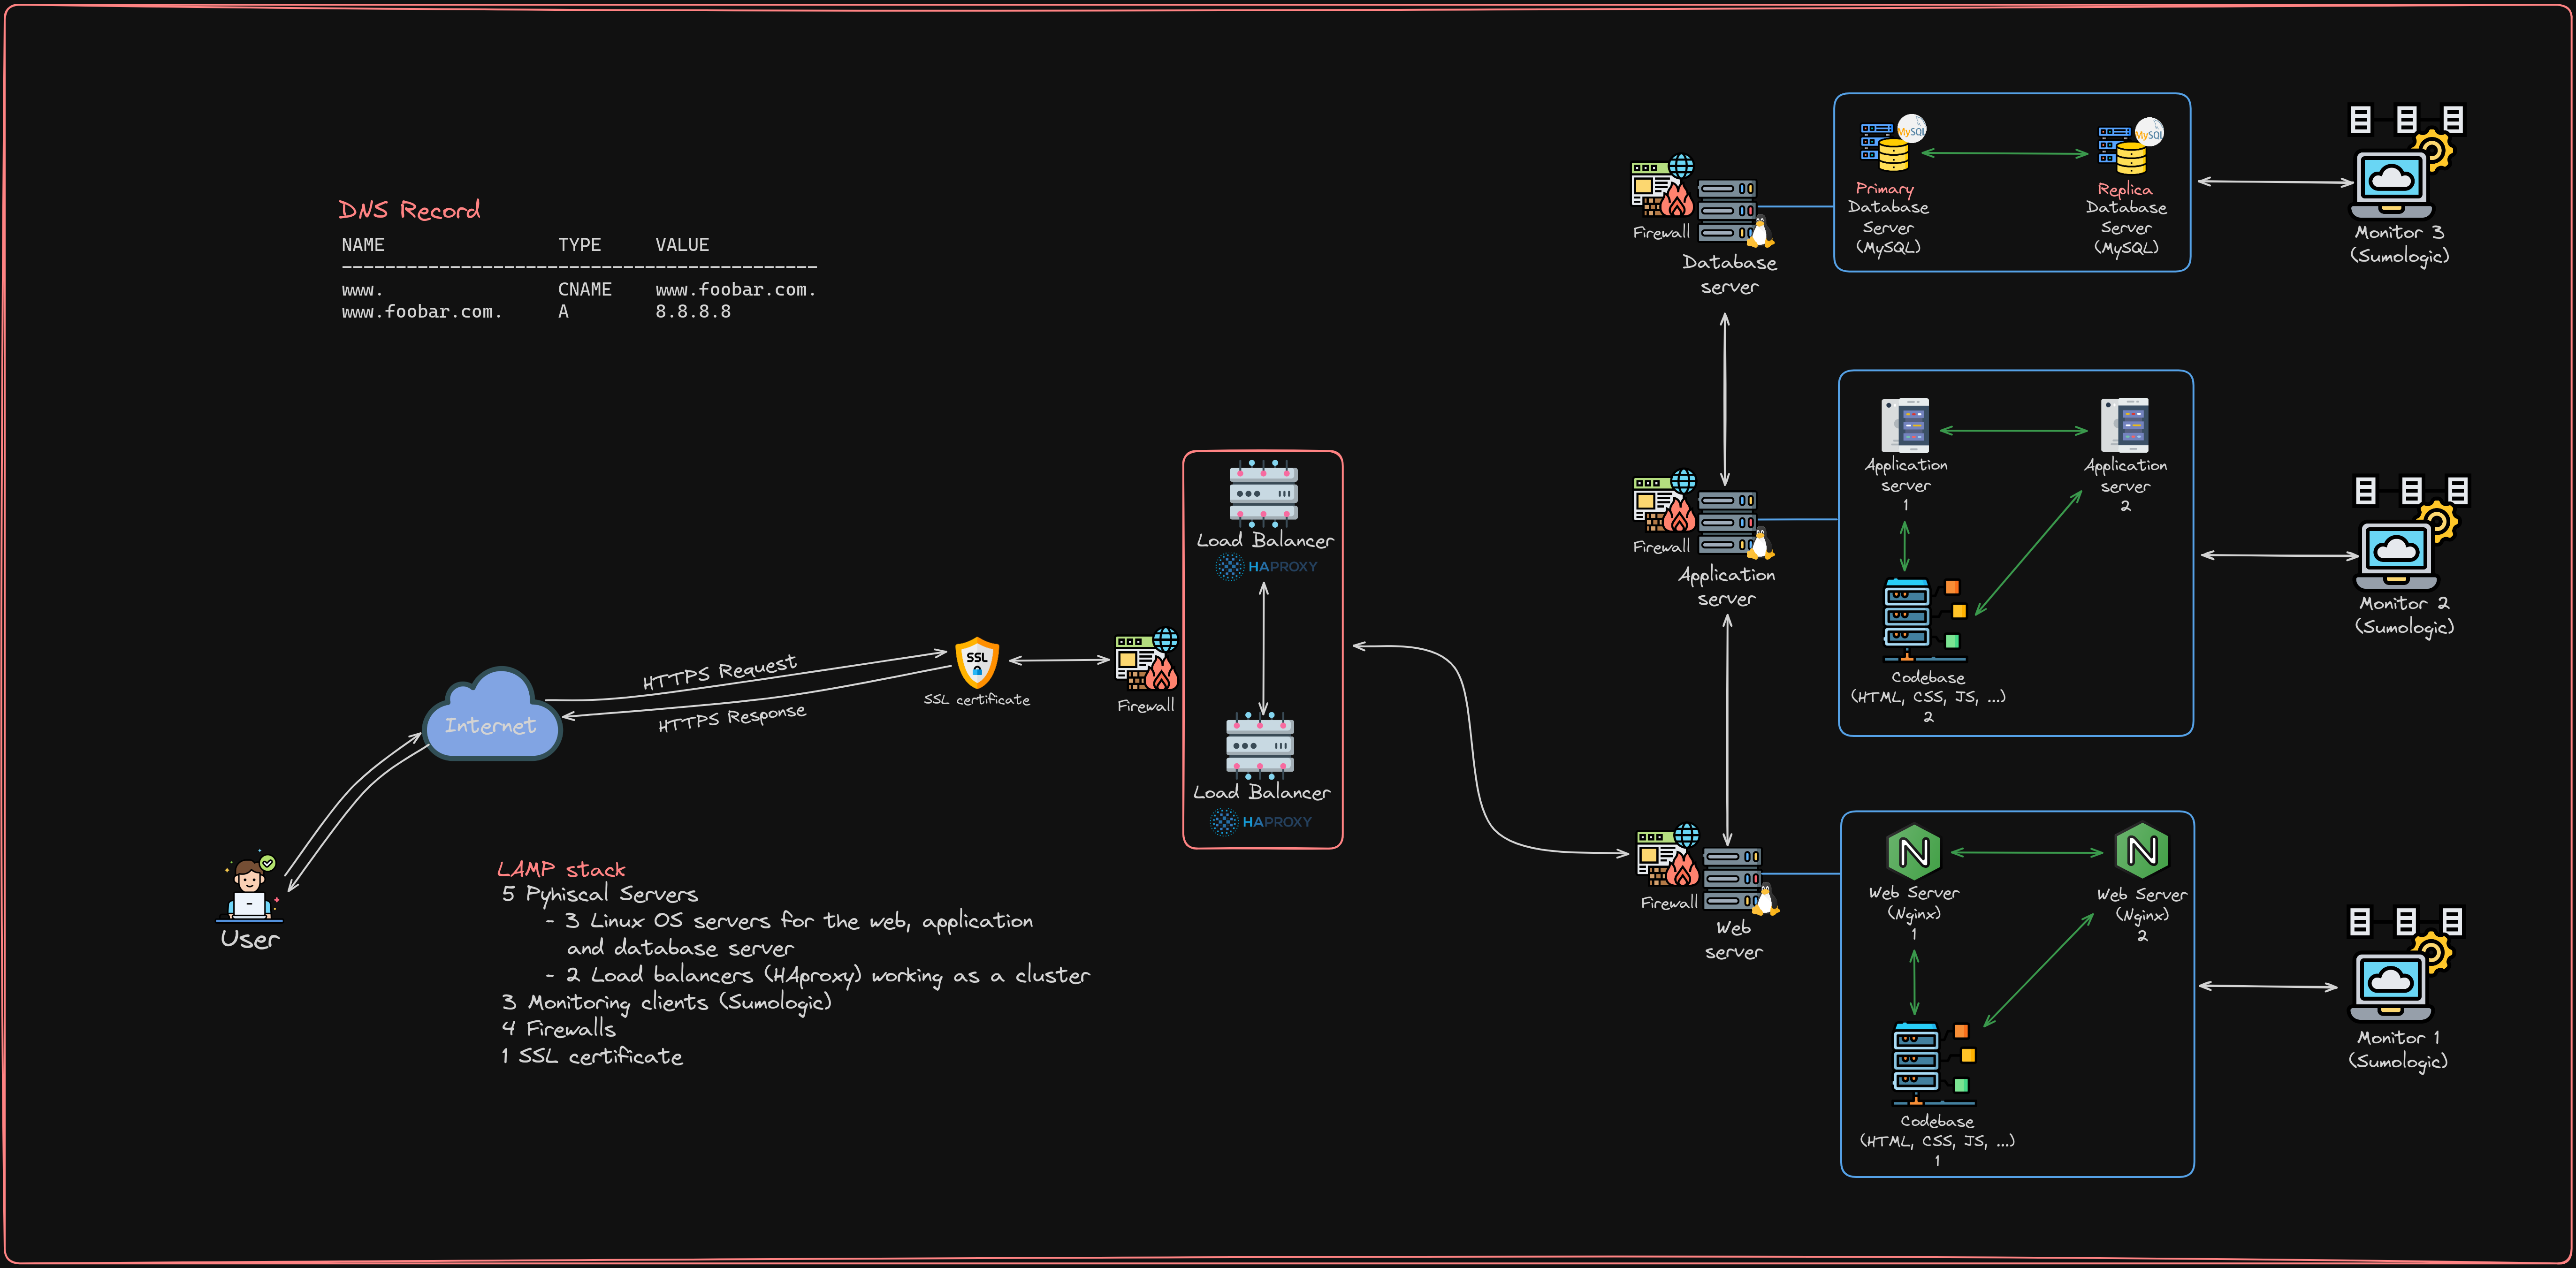 DNS Record
NAME TYPE VALUE
--------------------------------------------
www. CNAME www.foobar.com.
www.foobar.com. A 8.8.8.8
User
Internet
HTTPS Request
HTTPS Response
SSL
SSL certificate
Firewall
Load Balancer
HAPROXY
Load Balancer
HAPROXY
LAMP stack
5 Pyhiscal Servers
- 3 Linux OS servers for the web, application
and database server
- 2 Load balancers (HAproxy) working as a cluster
3 Monitoring clients (Sumologic)
4 Firewalls
1 SSL certificate
Firewall
Database
server
MySQL
Primary
Database
Server
(MySQL)
MySQL
Replica
Database
Server
(MySQL)
Monitor 3
(Sumologic)
Firewall
Application
server
Application
server
1
Application
server
2
Codebase
(HTML, CSS, JS, ...)
2
Monitor 2
(Sumologic)
Firewall
Web
server
N
Web Server
(Nginx)
1
N
Web Server
(Nginx)
2
Codebase
(HTML, CSS, JS, ...)
1
Monitor 1
(Sumologic)